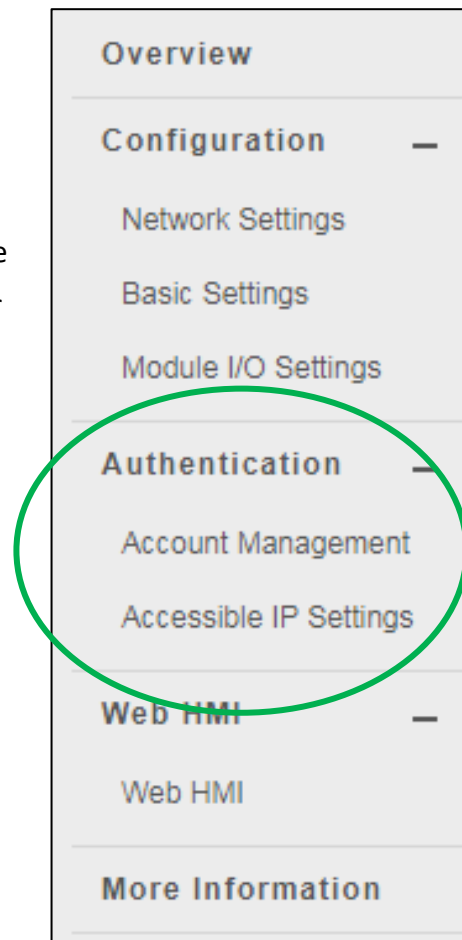 Overview
Configuration
Network Settings
e
Basic Settings
.
Module I/O Settings
Authentication
Account Management
Accessible IP Settings
Web HMI
Web HMI
More Information